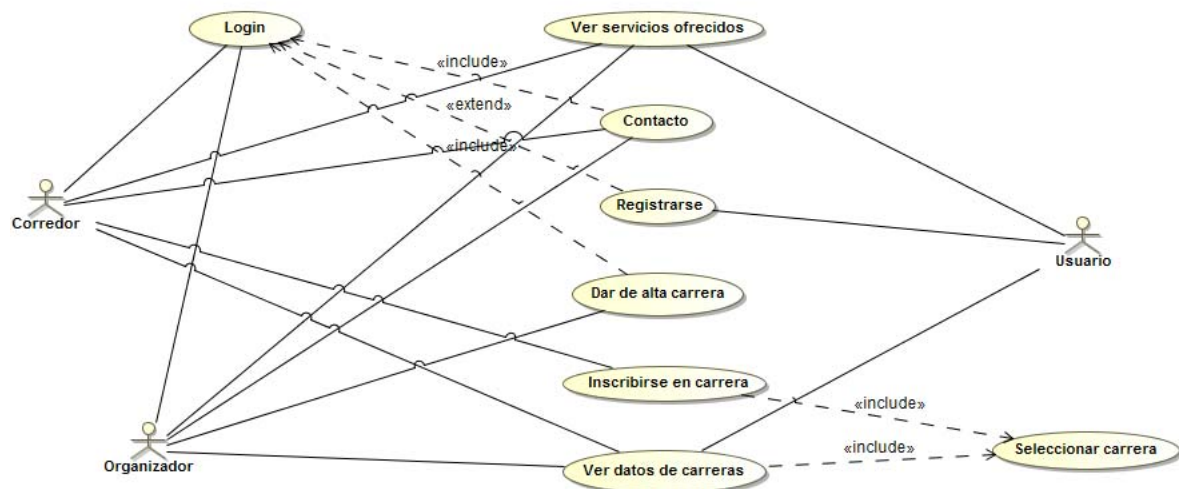 Login
Ver servicios ofrecidos
«include»
«extend»
Contacto
«include»
Corredor
Registrarse
Usuario
Dar de alta carrera
Inscribirse en carrera
«include»
Organizador
Ver datos de carreras
«include»
Seleccionar carrera